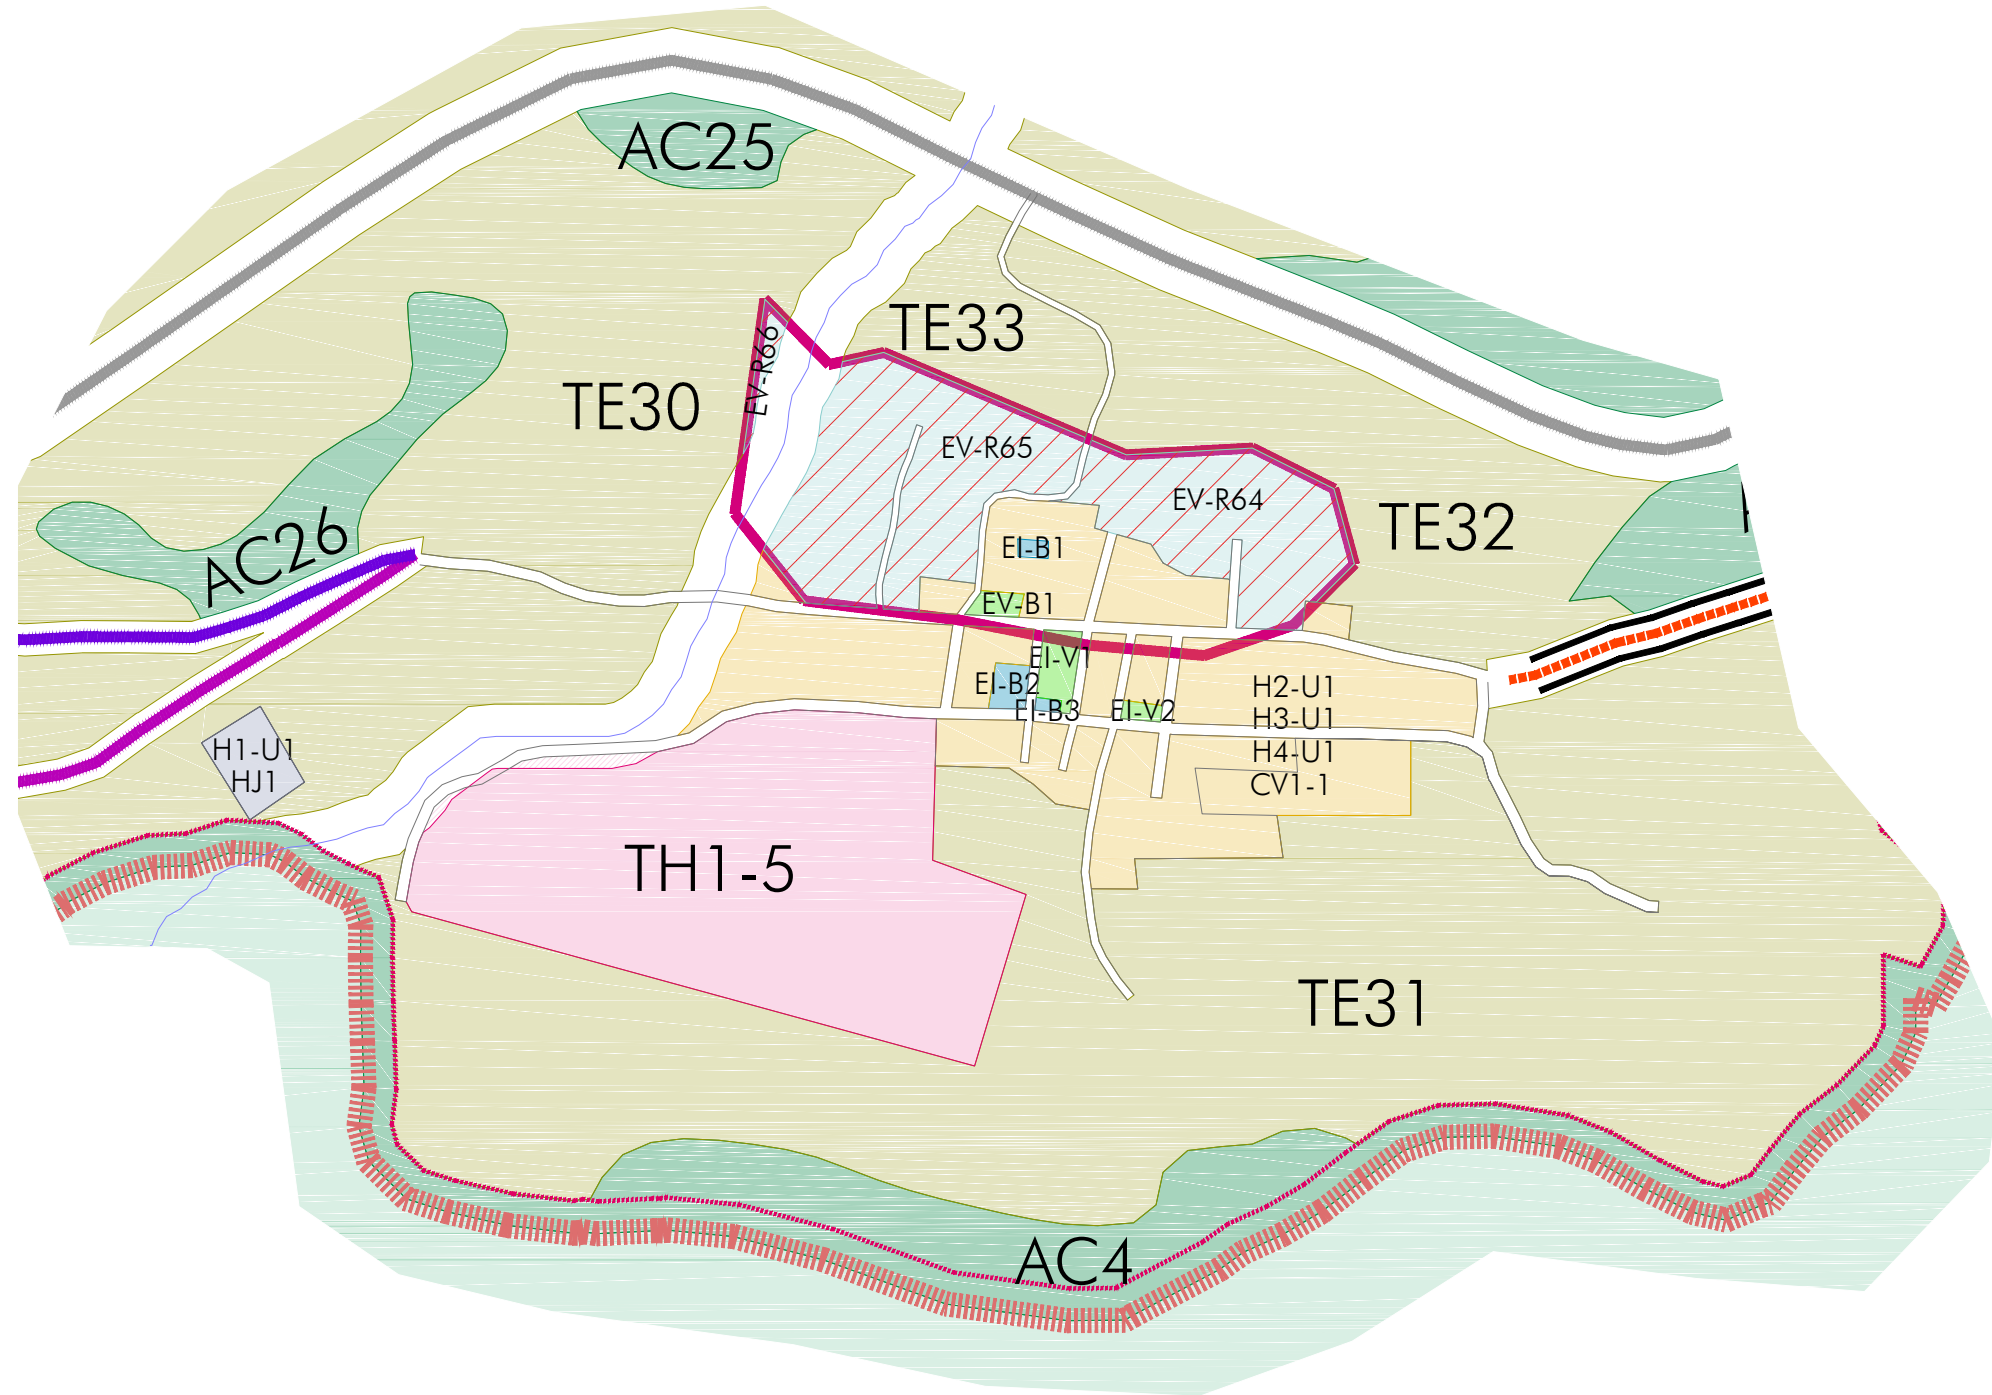 AC25
TE33
EV-R66
TE30
EV-R65
EV-R64
TE32
AC26
EI-B1
EV-B1
EI-V1
EI-B2
EI-B3
EI-V2
H2-U1
H3-U1
H4-U1
CV1-1
H1-U1
HJ1
TH1-5
TE31
AC4